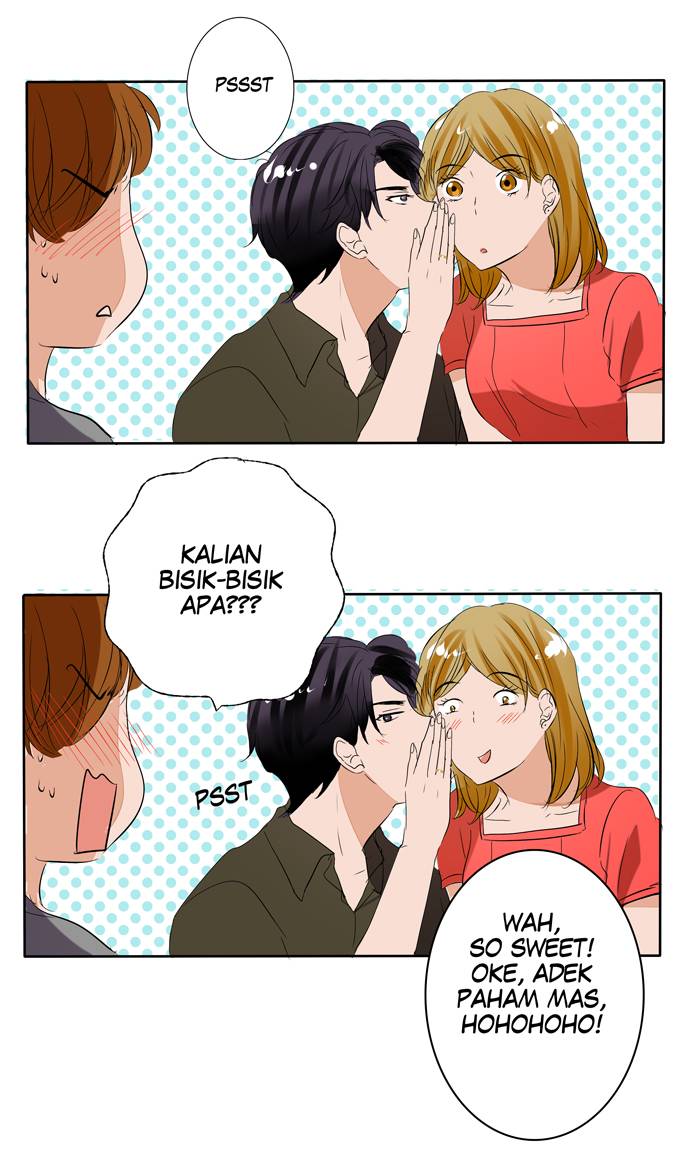 PSSST
KALIAN
BISIK-BISIK
APA???
PSST
WAH,
SO SWEET!
OKE, ADEK
PAHAM MAS,
HOHOHOHO!